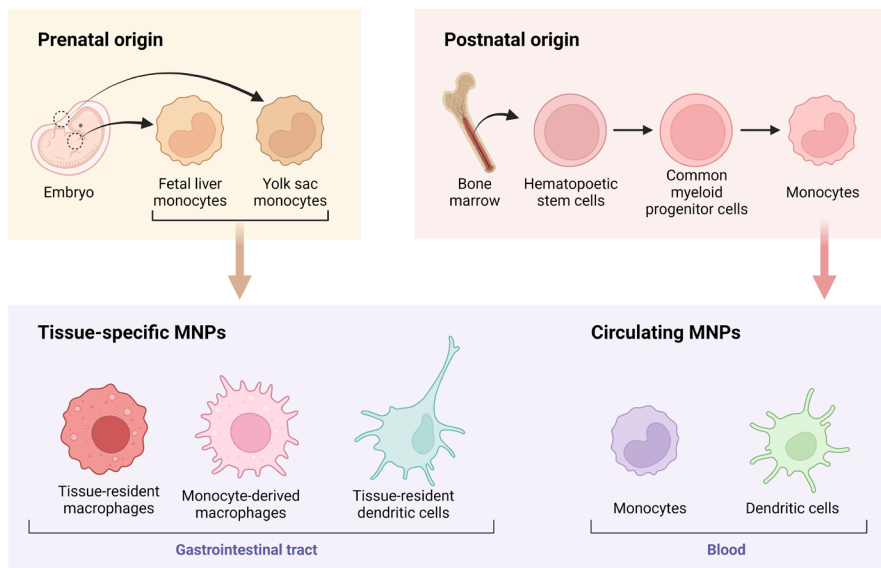 Prenatal origin
Embryo
Fetal liver
monocytes
Yolk sac
monocytes
Postnatal origin
Bone
marrow
Hematopoetic
stem cells
Common
myeloid
progenitor cells
Monocytes
Tissue-specific MNPs
Tissue-resident
macrophages
Monocyte-derived
macrophages
Tissue-resident
dendritic cells
Gastrointestinal tract
Circulating MNPs
Monocytes
Dendritic cells
Blood